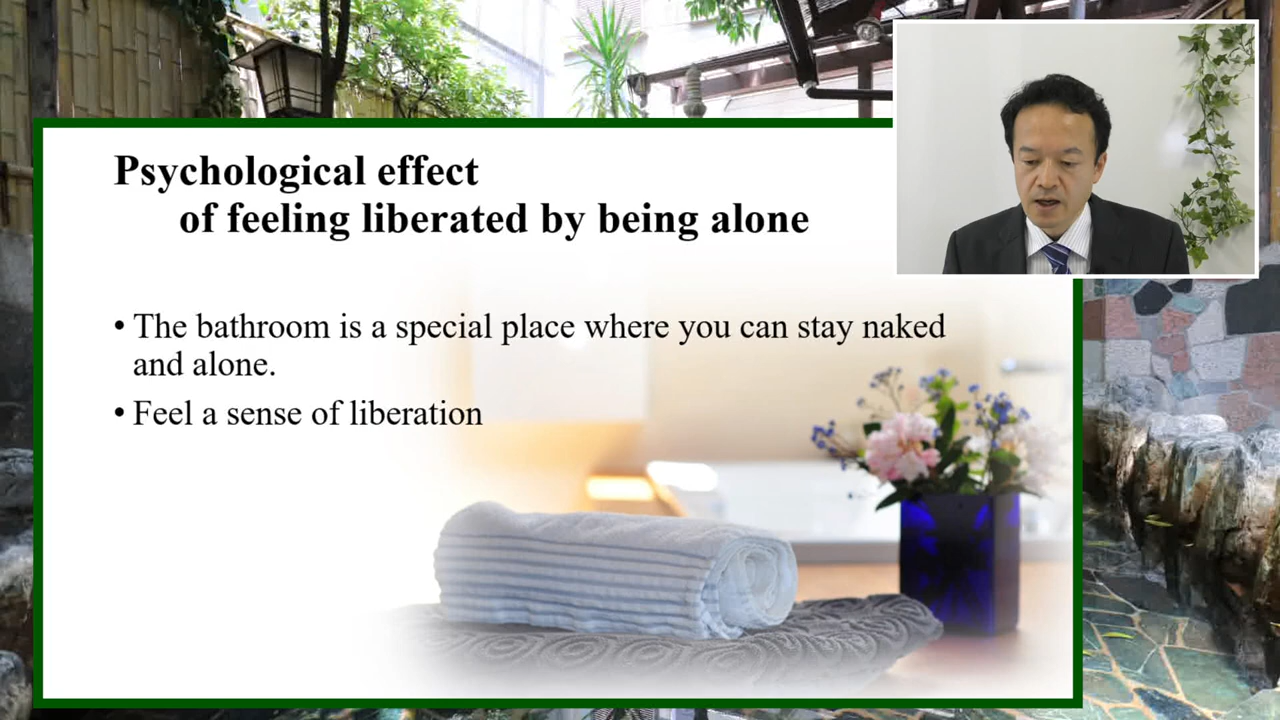 Psychological effect
of feeling liberated by being alone
• The bathroom is a special place where you can stay naked
and alone.
• Feel a sense of liberation